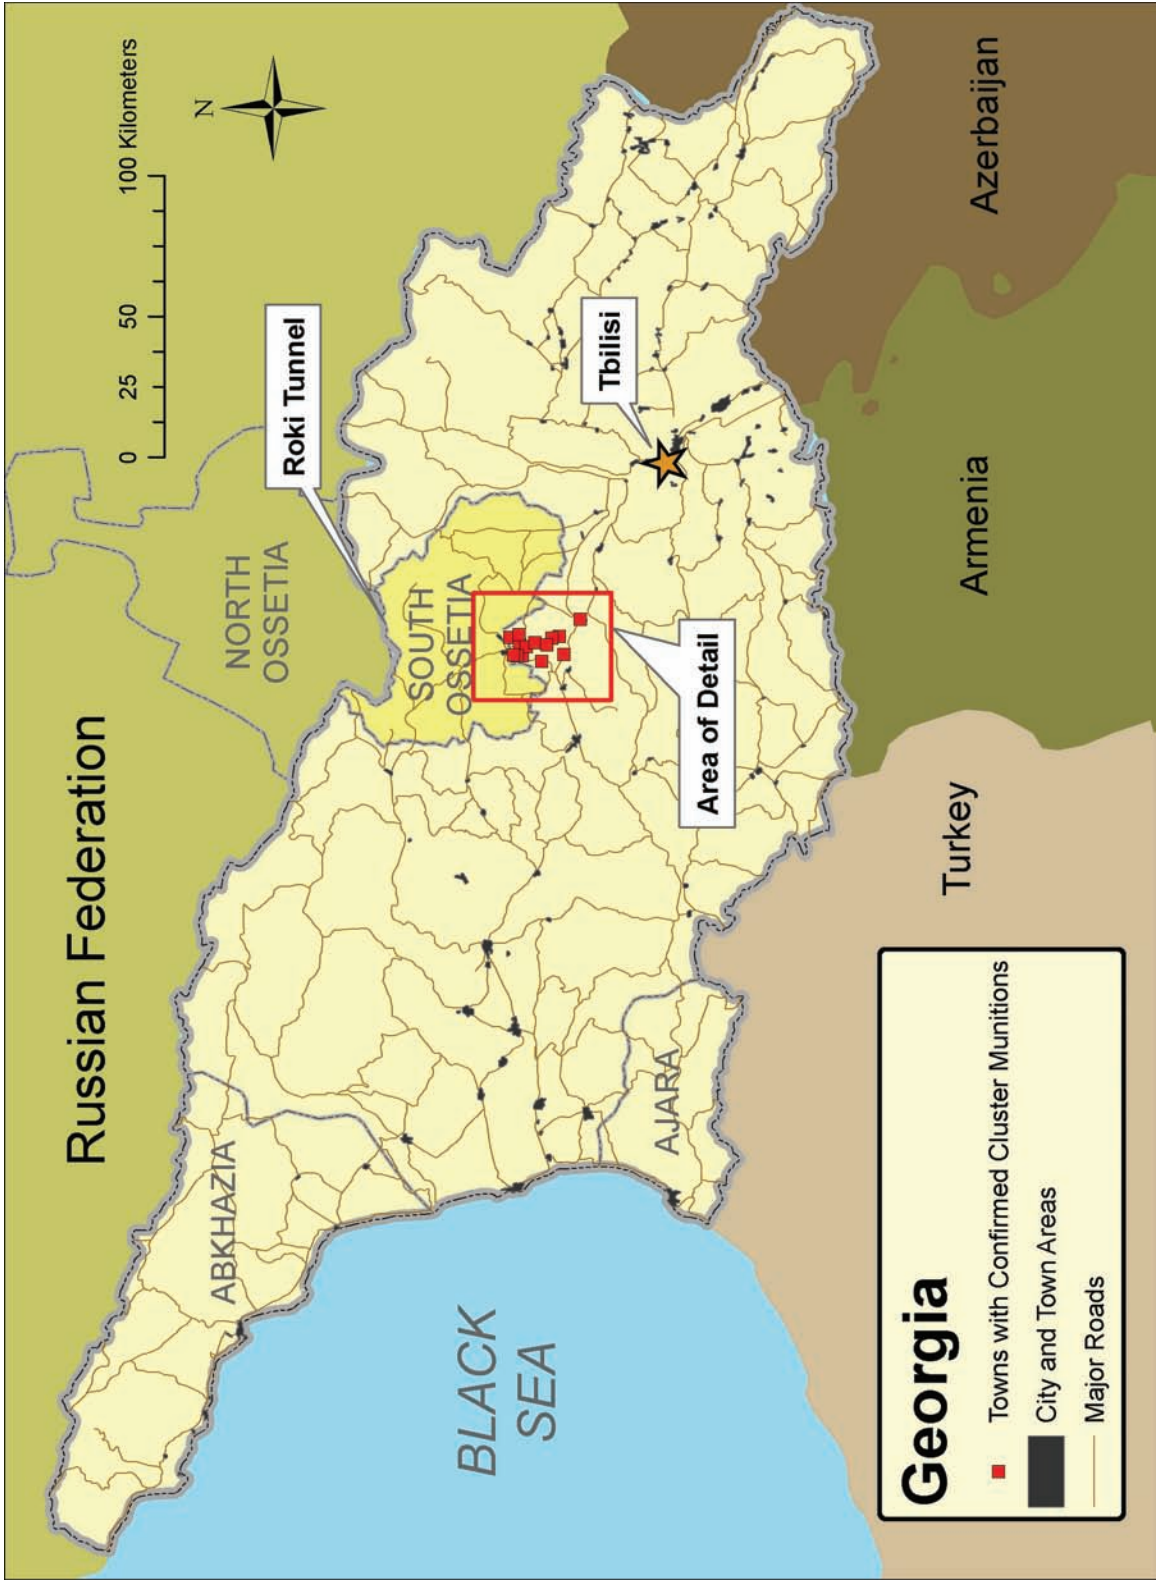 Russian Federation
NORTH
OSSETIA
0
25
50
100 Kilometers
N
Roki Tunnel
ABKHAZIA
SOUTH
OSSETIA
BLACK
SEA
AJARA
Area of Detail
Tbilisi
Turkey
Armenia
Azerbaijan
Georgia
Towns with Confirmed Cluster Munitions
City and Town Areas
Major Roads